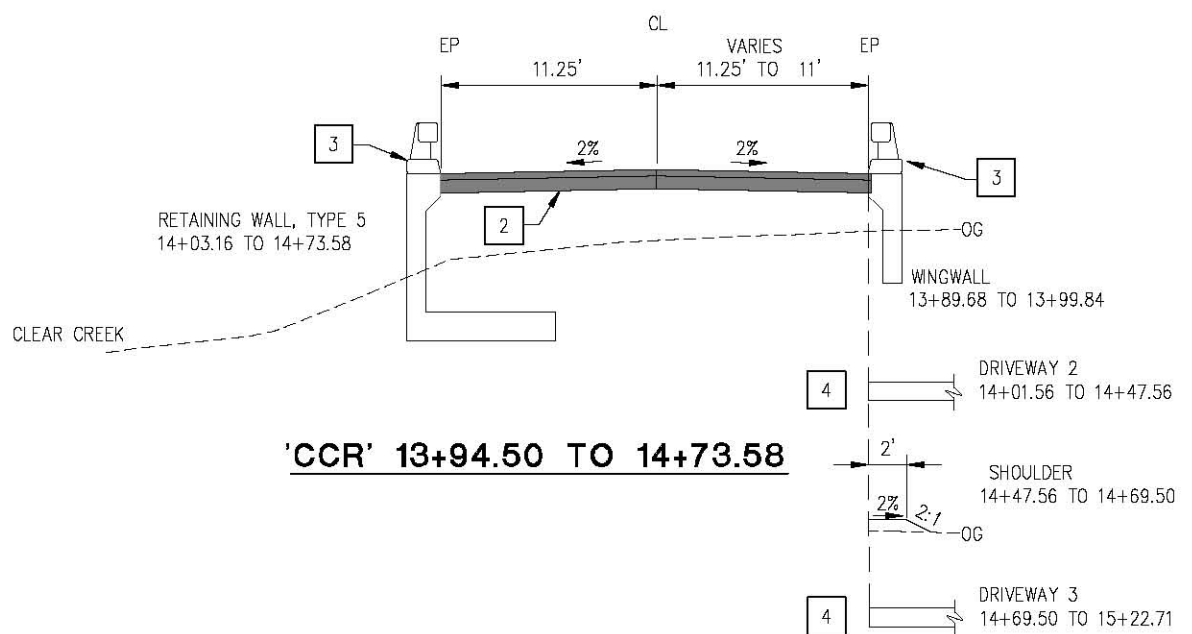 CL
EP
VARIES
EP
11.25'
11.25' TO 11'
3
2%
2%
3
RETAINING WALL, TYPE 5
14+03.16 TO 14+73.58
2
OG
WINGWALL
13+89.68 TO 13+99.84
CLEAR CREEK
4
DRIVEWAY 2
14+01.56 TO 14+47.56
'CCR' 13+94.50 TO 14+73.58
2'
SHOULDER
14+47.56 TO 14+69.50
2%
2:1
OG
4
DRIVEWAY 3
14+69.50 TO 15+22.71